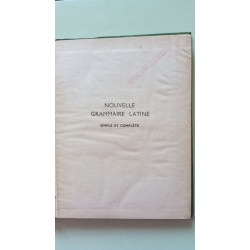 NOUVELLE
GRAMMAIRE LATINE
SIMPLE ET COMPLÈTE